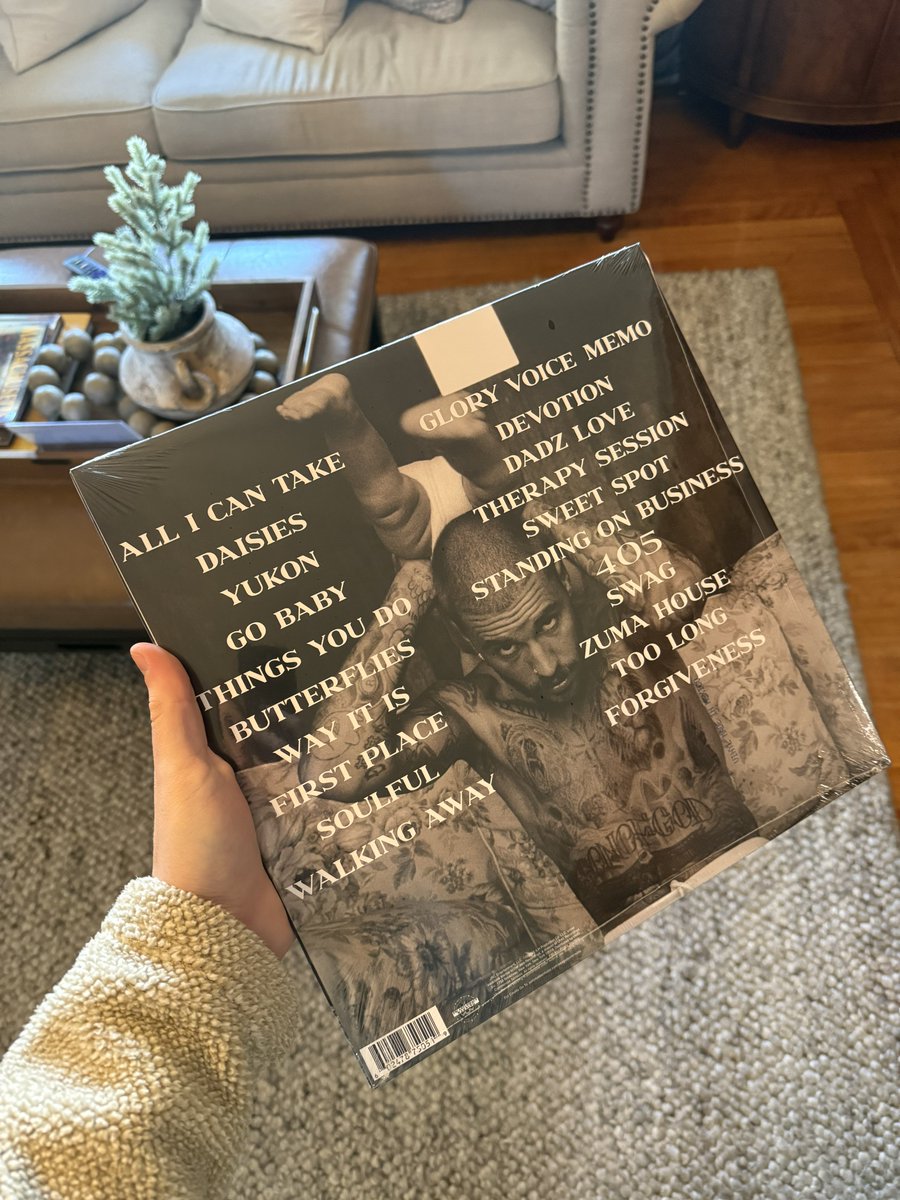 ALL I CAN TAKE
DAISIES
YUKON
GO BABY
THINGS YOU DO
BUTTERFLIES
WAY IT IS
FIRST PLACE
SOULFUL
WALKING AWAY
GLORY VOICE MEMO
DEVOTION
DADZ LOVE
THERAPY SESSION
SWEET SPOT
STANDING ON BUSINESS
405
SWAG
ZUMA HOUSE
TOO LONG
FORGIVENESS